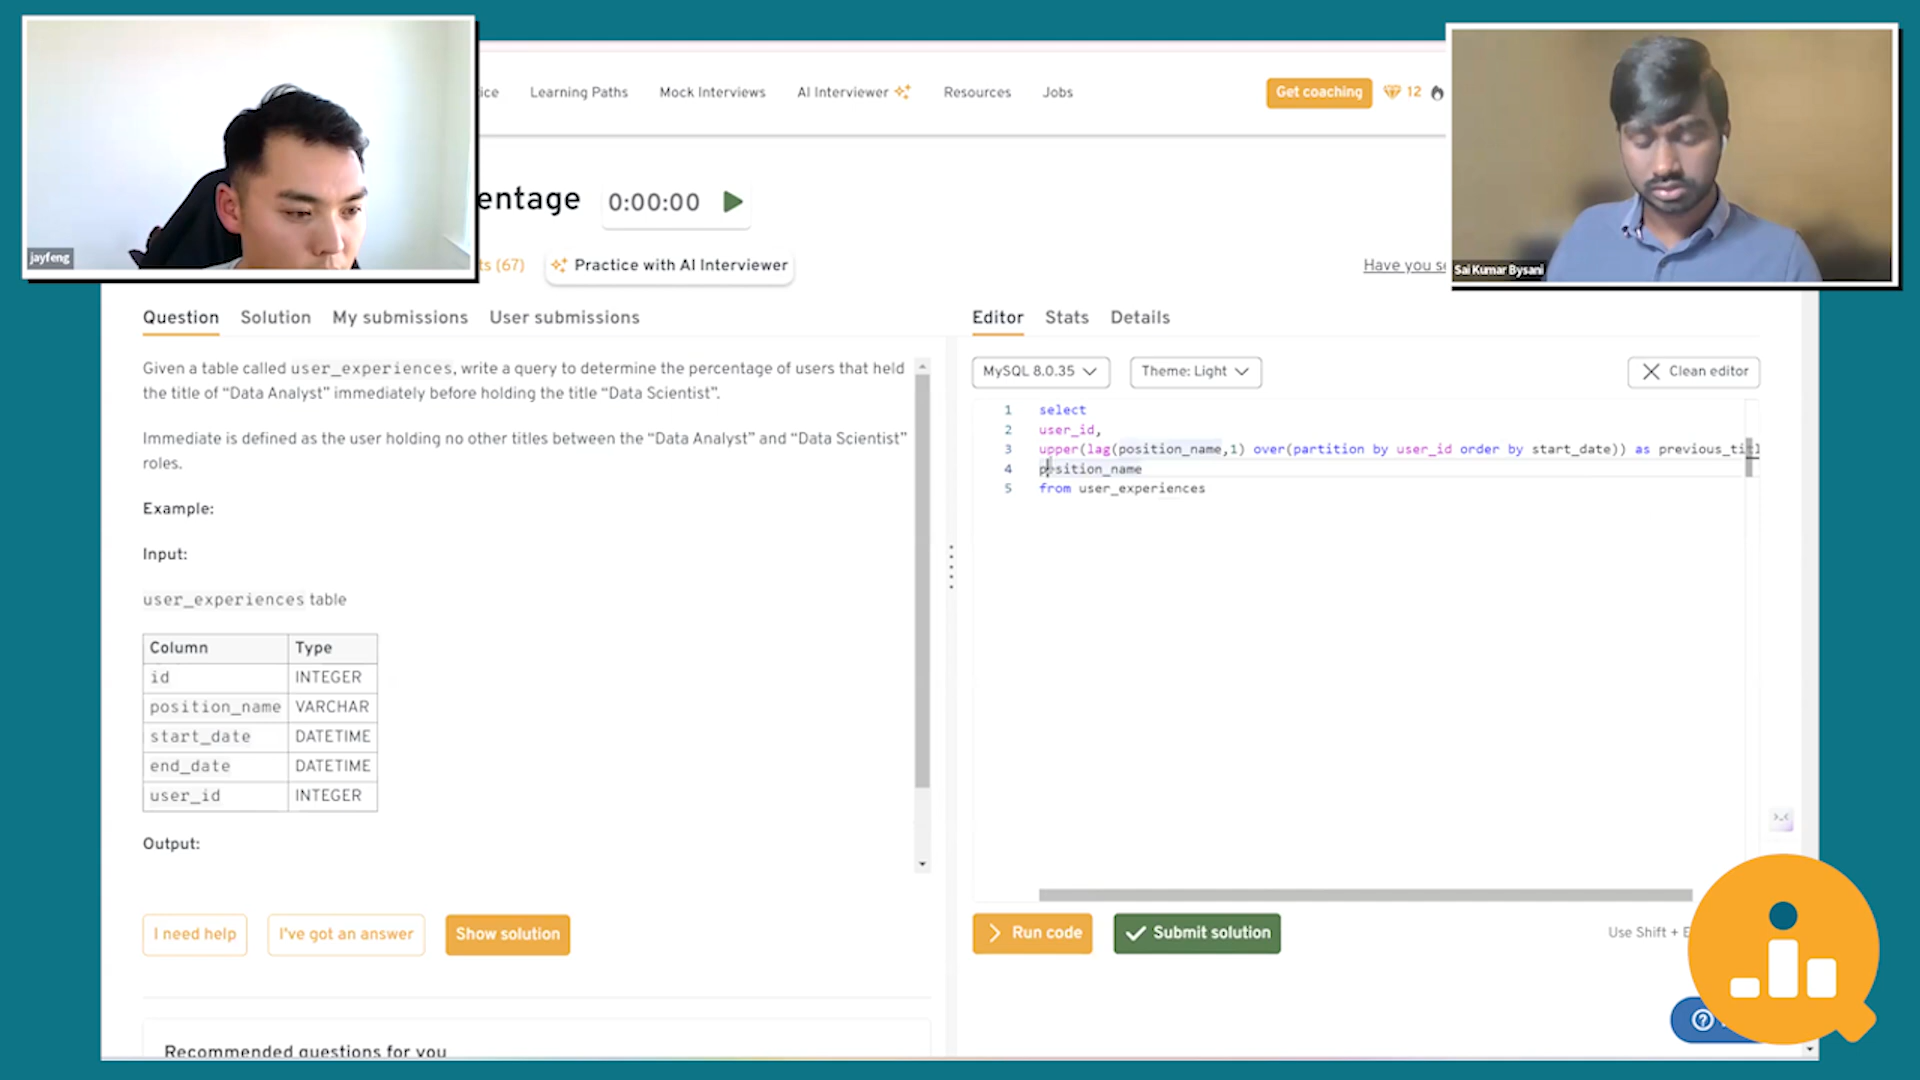 Learning Paths
Mock Interviews
AI Interviewer
Resources
Jobs
Get coaching
12
jayfeng
Sai Kumar Bysani
0:00:00
(67)
Practice with AI Interviewer
Have you
Question
Solution
My submissions
User submissions
Given a table called user_experiences, write a query to determine the percentage of users that held
the title of “Data Analyst” immediately before holding the title “Data Scientist”.
Immediate is defined as the user holding no other titles between the “Data Analyst” and “Data Scientist”
roles.
Example:
Input:
user_experiences table
Column Type
id INTEGER
position_name VARCHAR
start_date DATETIME
end_date DATETIME
user_id INTEGER
Output:
I need help
I've got an answer
Show solution
Recommended questions for you
Editor
Stats
Details
MySQL 8.0.35
Theme: Light
Clean editor
1 select
2 user_id,
3 upper(lag(position_name,1) over(partition by user_id order by start_date)) as previous_titl
4 position_name
5 from user_experiences
Run code
Submit solution
Use Shift +